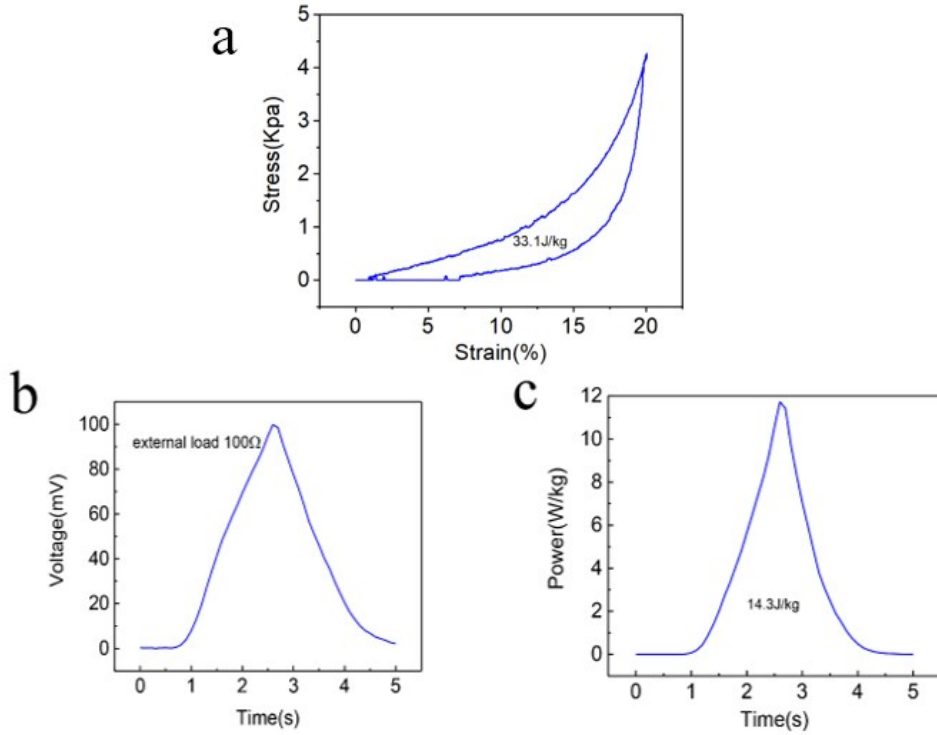 a
5
4
3
2
1
0
Stress(Kpa)
33.1J/kg
0 5 10 15 20
Strain(%)
b
100
80
60
40
20
0
Voltage(mV)
external load 100Ω
0 1 2 3 4 5
Time(s)
c
12
10
8
6
4
2
0
Power(W/kg)
14.3J/kg
0 1 2 3 4 5
Time(s)